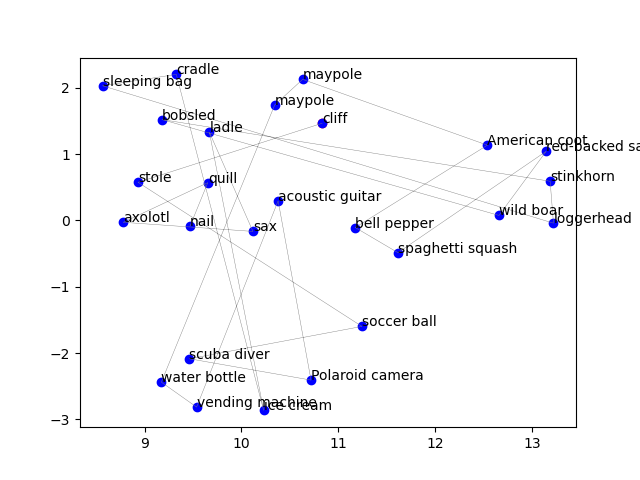 cradle
sleeping bag
maypole
maypole
bobsled
cliff
ladle
American coot
red-backed sa
stole
quill
stinkhorn
acoustic guitar
axolotl
nail
sax
wild boar
loggerhead
bell pepper
spaghetti squash
soccer ball
scuba diver
water bottle
Polaroid camera
vending machine
ice cream
2
1
0
−1
−2
−3
9
10
11
12
13